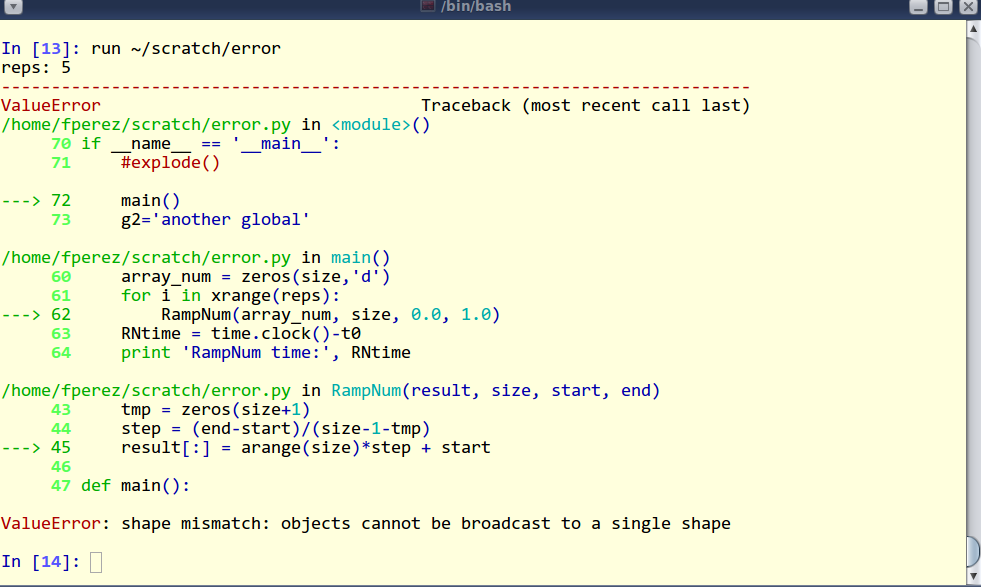 /bin/bash
In [13]: run ~/scratch/error
reps: 5
---------------------------------------------------------------------------
ValueError                                Traceback (most recent call last)
/home/fperez/scratch/error.py in <module>()
     70 if __name__ == '__main__':
     71     #explode()
---> 72     main()
     73     g2='another global'
/home/fperez/scratch/error.py in main()
     60     array_num = zeros(size,'d')
     61     for i in xrange(reps):
---> 62         RampNum(array_num, size, 0.0, 1.0)
     63     RNtime = time.clock()-t0
     64     print 'RampNum time:', RNtime
/home/fperez/scratch/error.py in RampNum(result, size, start, end)
     43     tmp = zeros(size+1)
     44     step = (end-start)/(size-1-tmp)
---> 45     result[:] = arange(size)*step + start
     46
     47 def main():
ValueError: shape mismatch: objects cannot be broadcast to a single shape
In [14]: